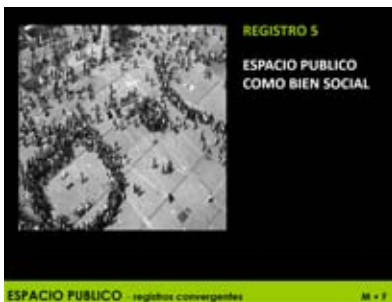 REGISTRO 5
ESPACIO PUBLICO
COMO BIEN SOCIAL
ESPACIO PUBLICO - registros convergentes